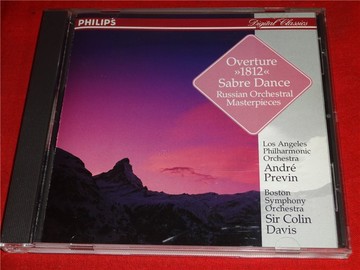 PHILIPS
Digital Classics
Overture
»1812«
Sabre Dance
Russian Orchestral
Masterpieces
Los Angeles
Philharmonic
Orchestra
André
Previn
Boston
Symphony
Orchestra
Sir Colin
Davis